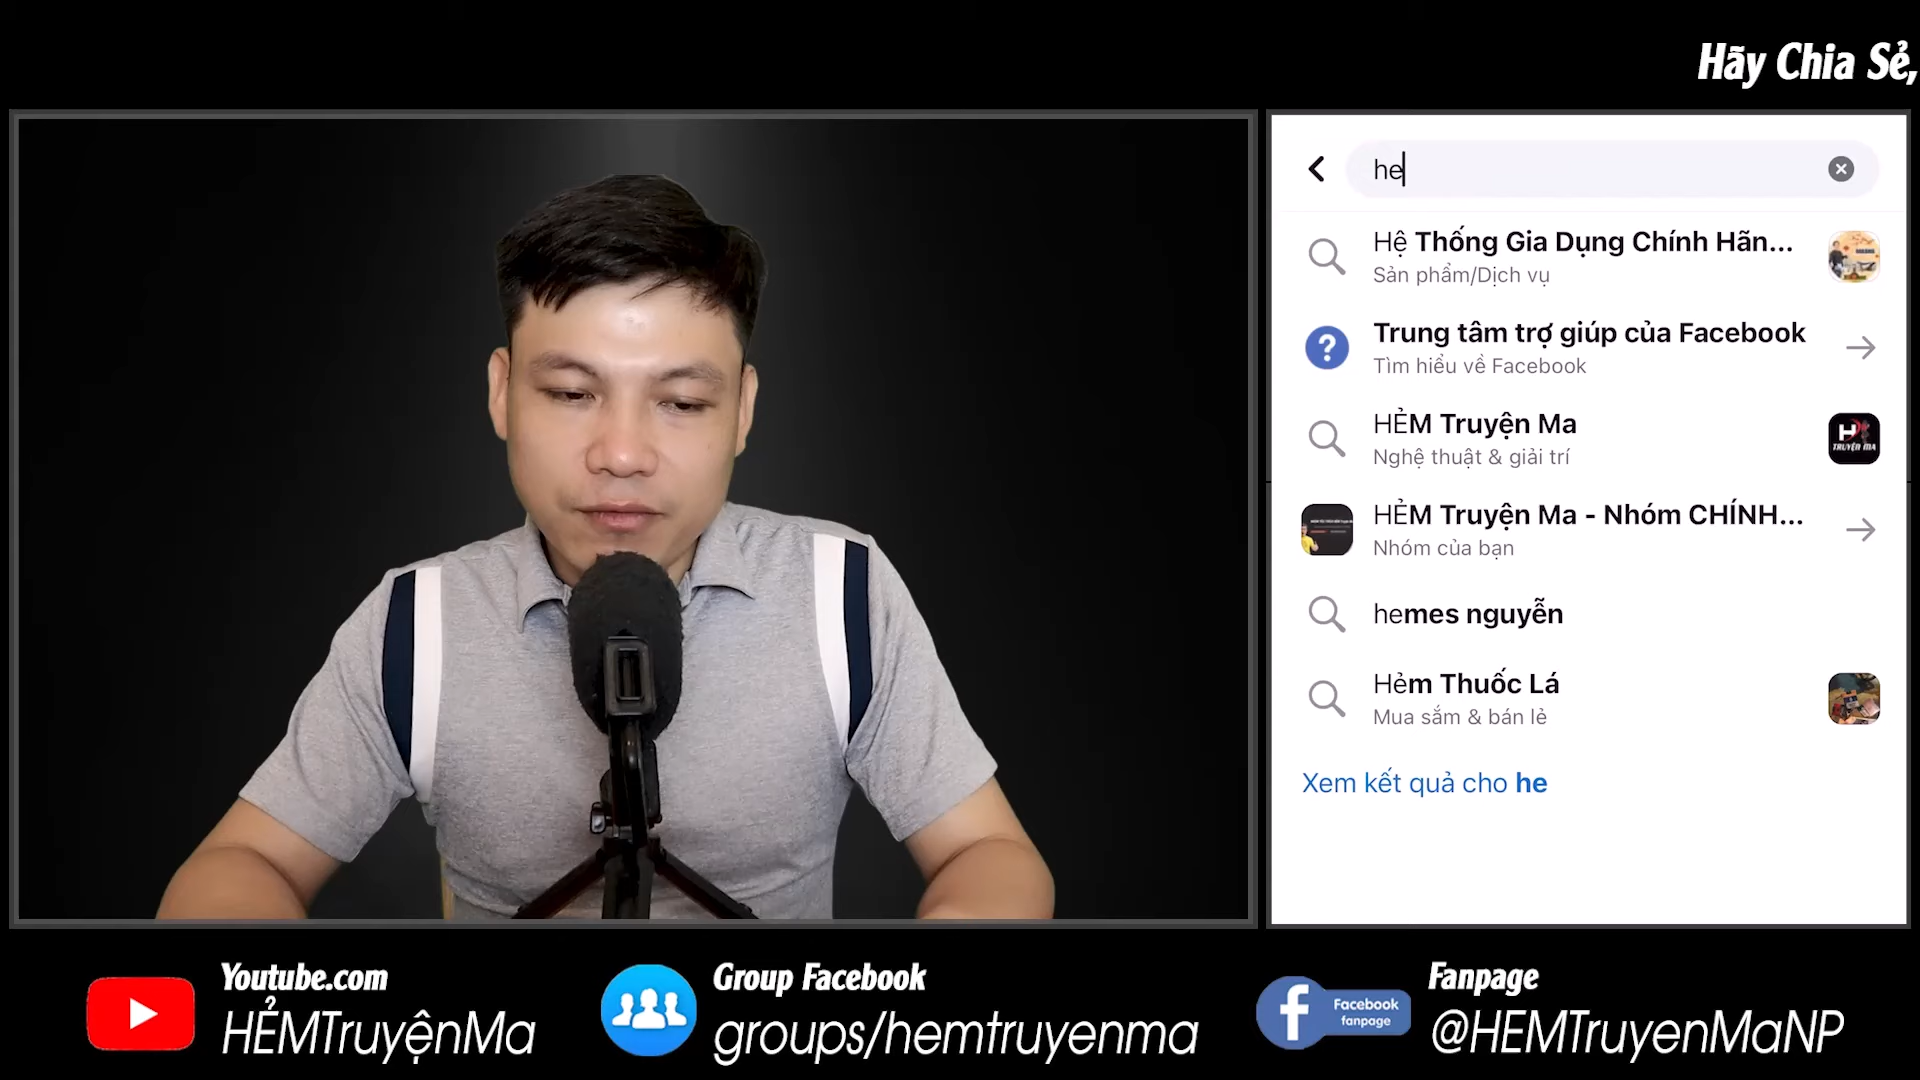 Hãy Chia Sẻ,
he
Hệ Thống Gia Dụng Chính Hãn...
Sản phẩm/Dịch vụ
Trung tâm trợ giúp của Facebook
Tìm hiểu về Facebook
HẺM Truyện Ma
Nghệ thuật & giải trí
H
TRUYỆN MA
HẺM Truyện Ma - Nhóm CHÍNH...
Nhóm của bạn
hemes nguyễn
Hẻm Thuốc Lá
Mua sắm & bán lẻ
Xem kết quả cho he
Youtube.com
HẺMTruyệnMa
Group Facebook
groups/hemtruyenma
Facebook
fanpage
Fanpage
@HEMTruyenMaNP